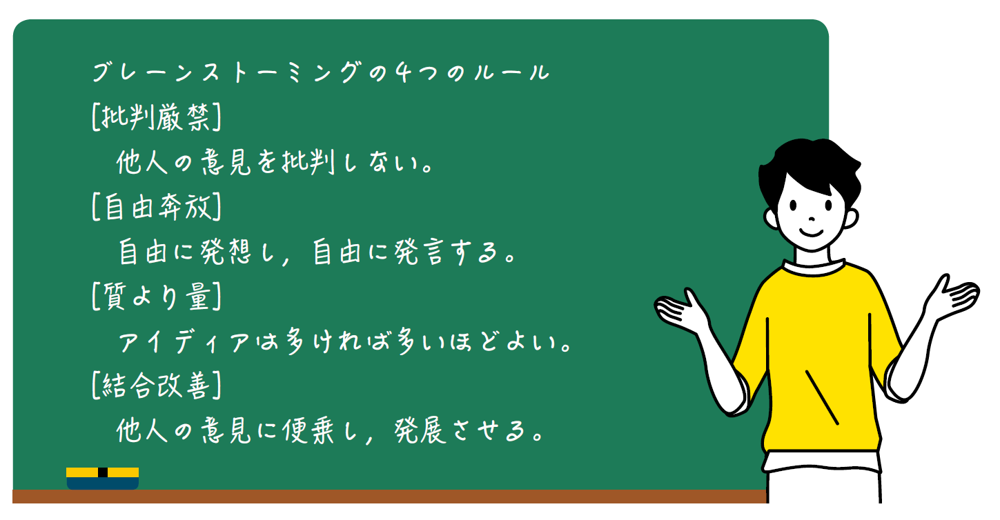 ブレーンストーミングの4つのルール
[批判厳禁]
他人の意見を批判しない。
[自由奔放]
自由に発想し，自由に発言する。
[質より量]
アイディアは多ければ多いほどよい。
[結合改善]
他人の意見に便乗し，発展させる。